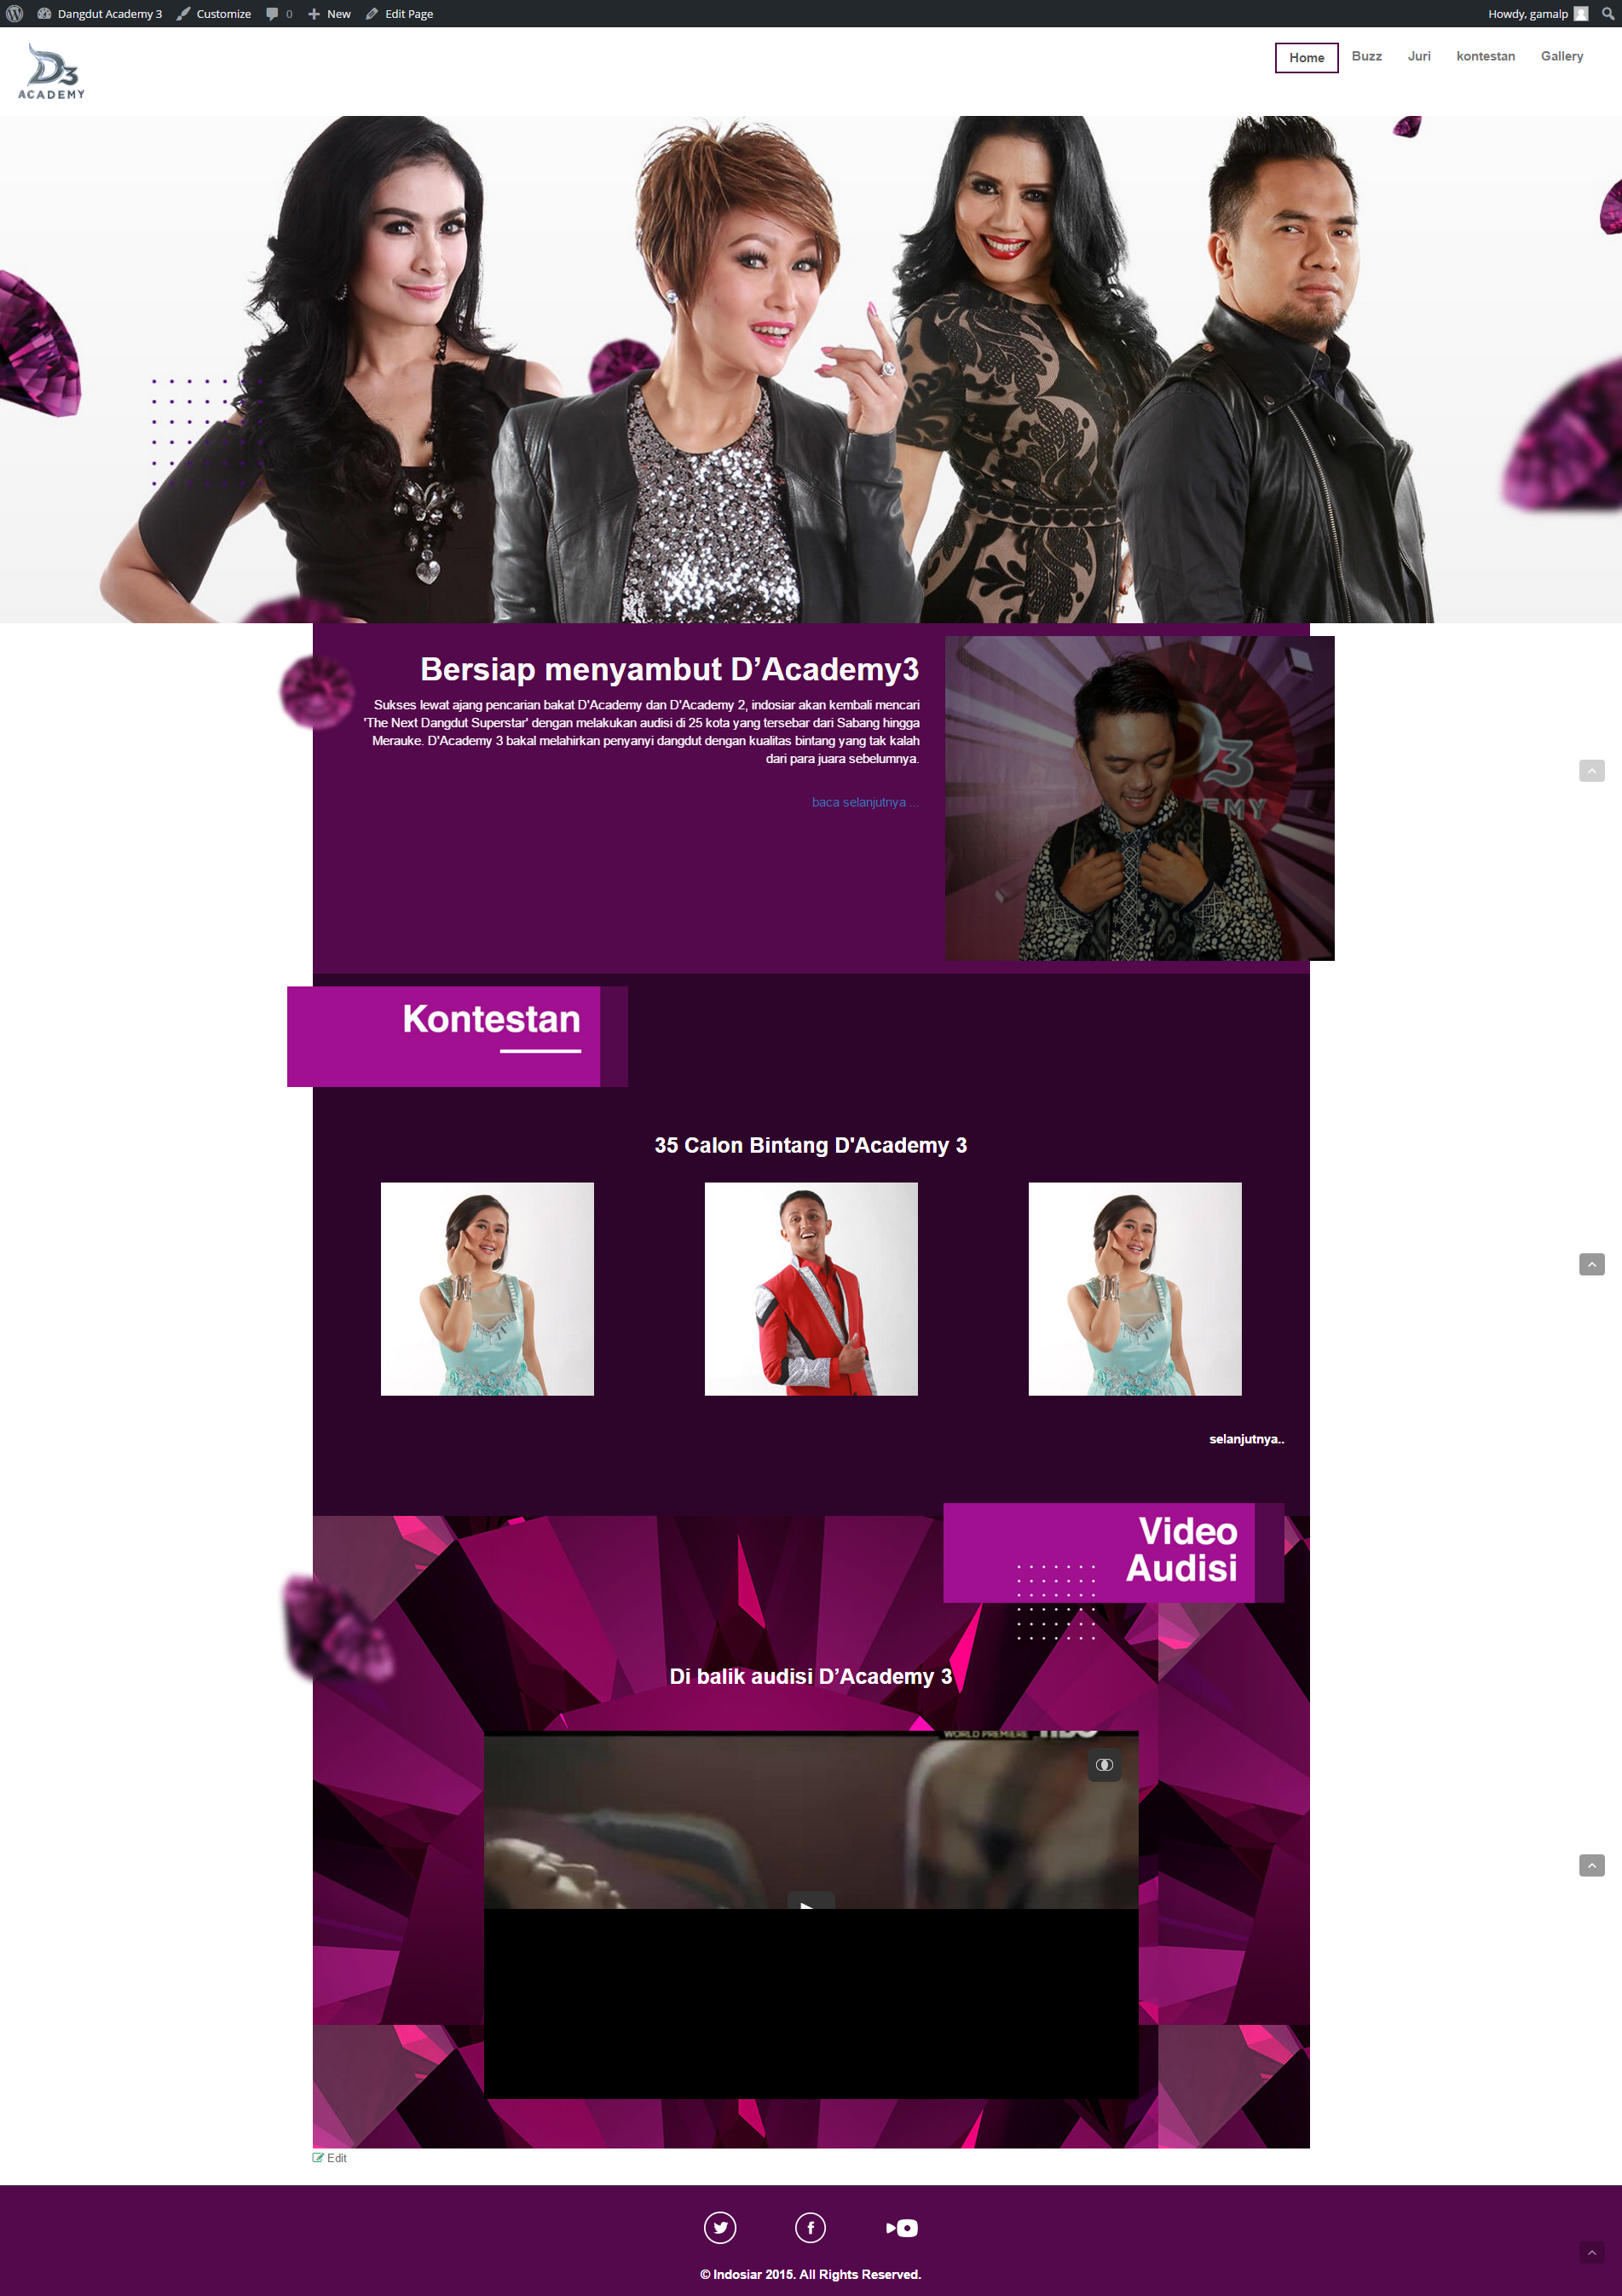 Dangdut Academy 3 Customize 0 New Edit Page Howdy, gamalp
D3
ACADEMY
Home Buzz Juri kontestan Gallery
Bersiap menyambut D’Academy3
Sukses lewat ajang pencarian bakat D'Academy dan D'Academy 2, indosiar akan kembali mencari
'The Next Dangdut Superstar' dengan melakukan audisi di 25 kota yang tersebar dari Sabang hingga
Merauke. D'Academy 3 bakal melahirkan penyanyi dangdut dengan kualitas bintang yang tak kalah
dari para juara sebelumnya.
baca selanjutnya ...
D3
EMY
Kontestan
35 Calon Bintang D'Academy 3
selanjutnya..
Video
Audisi
Di balik audisi D’Academy 3
WORLD PREMIERE
Edit
© Indosiar 2015. All Rights Reserved.